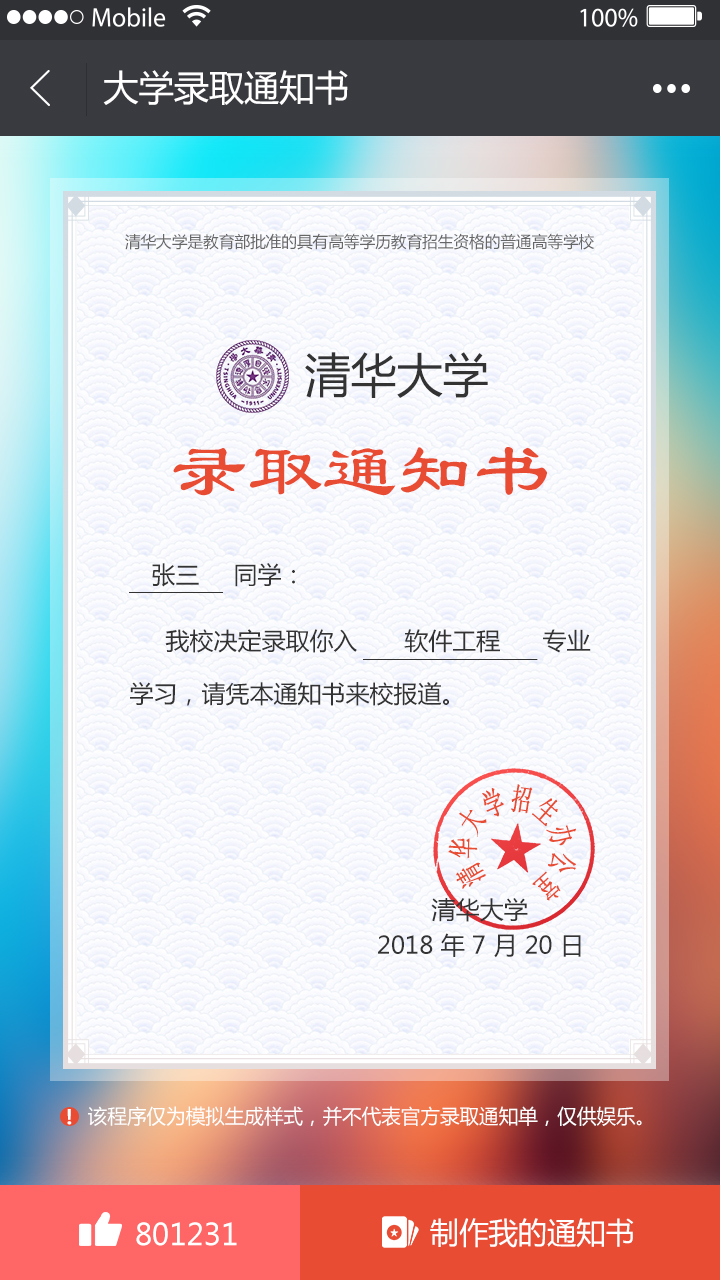 Mobile 100%
大学录取通知书
清华大学是教育部批准的具有高等学历教育招生资格的普通高等学校
清华大学
TSINGHUA UNIVERSITY
-1911-
录取通知书
张三 同学：
我校决定录取你入 软件工程 专业
学习，请凭本通知书来校报道。
清华大学招生办公室
清华大学
2018 年 7 月 20 日
该程序仅为模拟生成样式，并不代表官方录取通知单，仅供娱乐。
801231 制作我的通知书